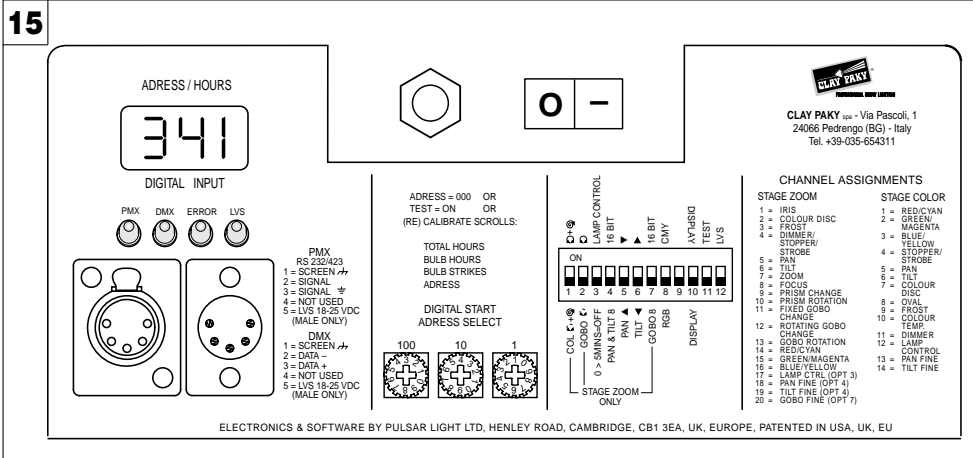 15
ADRESS / HOURS
341
DIGITAL INPUT
PMX DMX ERROR LVS
PMX
RS 232/423
1 = SCREEN
2 = SIGNAL
3 = SIGNAL
4 = NOT USED
5 = LVS 18-25 VDC
(MALE ONLY)
DMX
1 = SCREEN
2 = DATA –
3 = DATA +
4 = NOT USED
5 = LVS 18-25 VDC
(MALE ONLY)
O –
ADRESS = 000 OR
TEST = ON OR
(RE) CALIBRATE SCROLLS:
TOTAL HOURS
BULB HOURS
BULB STRIKES
ADRESS
DIGITAL START
ADRESS SELECT
100 10 1
LAMP CONTROL
16 BIT
16 BIT
CMY
DISPLAY
TEST
LVS
ON
1 2 3 4 5 6 7 8 9 10 11 12
COL
GOBO
0 > 5MINS=OFF
PAN & TILT 8
PAN
TILT
GOBO 8
RGB
DISPLAY
STAGE ZOOM
ONLY
CLAY PAKY
PROFESSIONAL SHOW LIGHTING
CLAY PAKY spa - Via Pascoli, 1
24066 Pedrengo (BG) - Italy
Tel. +39-035-654311
CHANNEL ASSIGNMENTS
STAGE ZOOM
1 = IRIS
2 = COLOUR DISC
3 = FROST
4 = DIMMER/
STOPPER/
STROBE
5 = PAN
6 = TILT
7 = ZOOM
8 = FOCUS
9 = PRISM CHANGE
10 = PRISM ROTATION
11 = FIXED GOBO
CHANGE
12 = ROTATING GOBO
CHANGE
13 = GOBO ROTATION
14 = RED/CYAN
15 = GREEN/MAGENTA
16 = BLUE/YELLOW
17 = LAMP CTRL (OPT 3)
18 = PAN FINE (OPT 4)
19 = TILT FINE (OPT 4)
20 = GOBO FINE (OPT 7)
STAGE COLOR
1 = RED/CYAN
2 = GREEN/
MAGENTA
3 = BLUE/
YELLOW
4 = STOPPER/
STROBE
5 = PAN
6 = TILT
7 = COLOUR
DISC
8 = OVAL
9 = FROST
10 = COLOUR
TEMP.
11 = DIMMER
12 = LAMP
CONTROL
13 = PAN FINE
14 = TILT FINE
ELECTRONICS & SOFTWARE BY PULSAR LIGHT LTD, HENLEY ROAD, CAMBRIDGE, CB1 3EA, UK, EUROPE, PATENTED IN USA, UK, EU